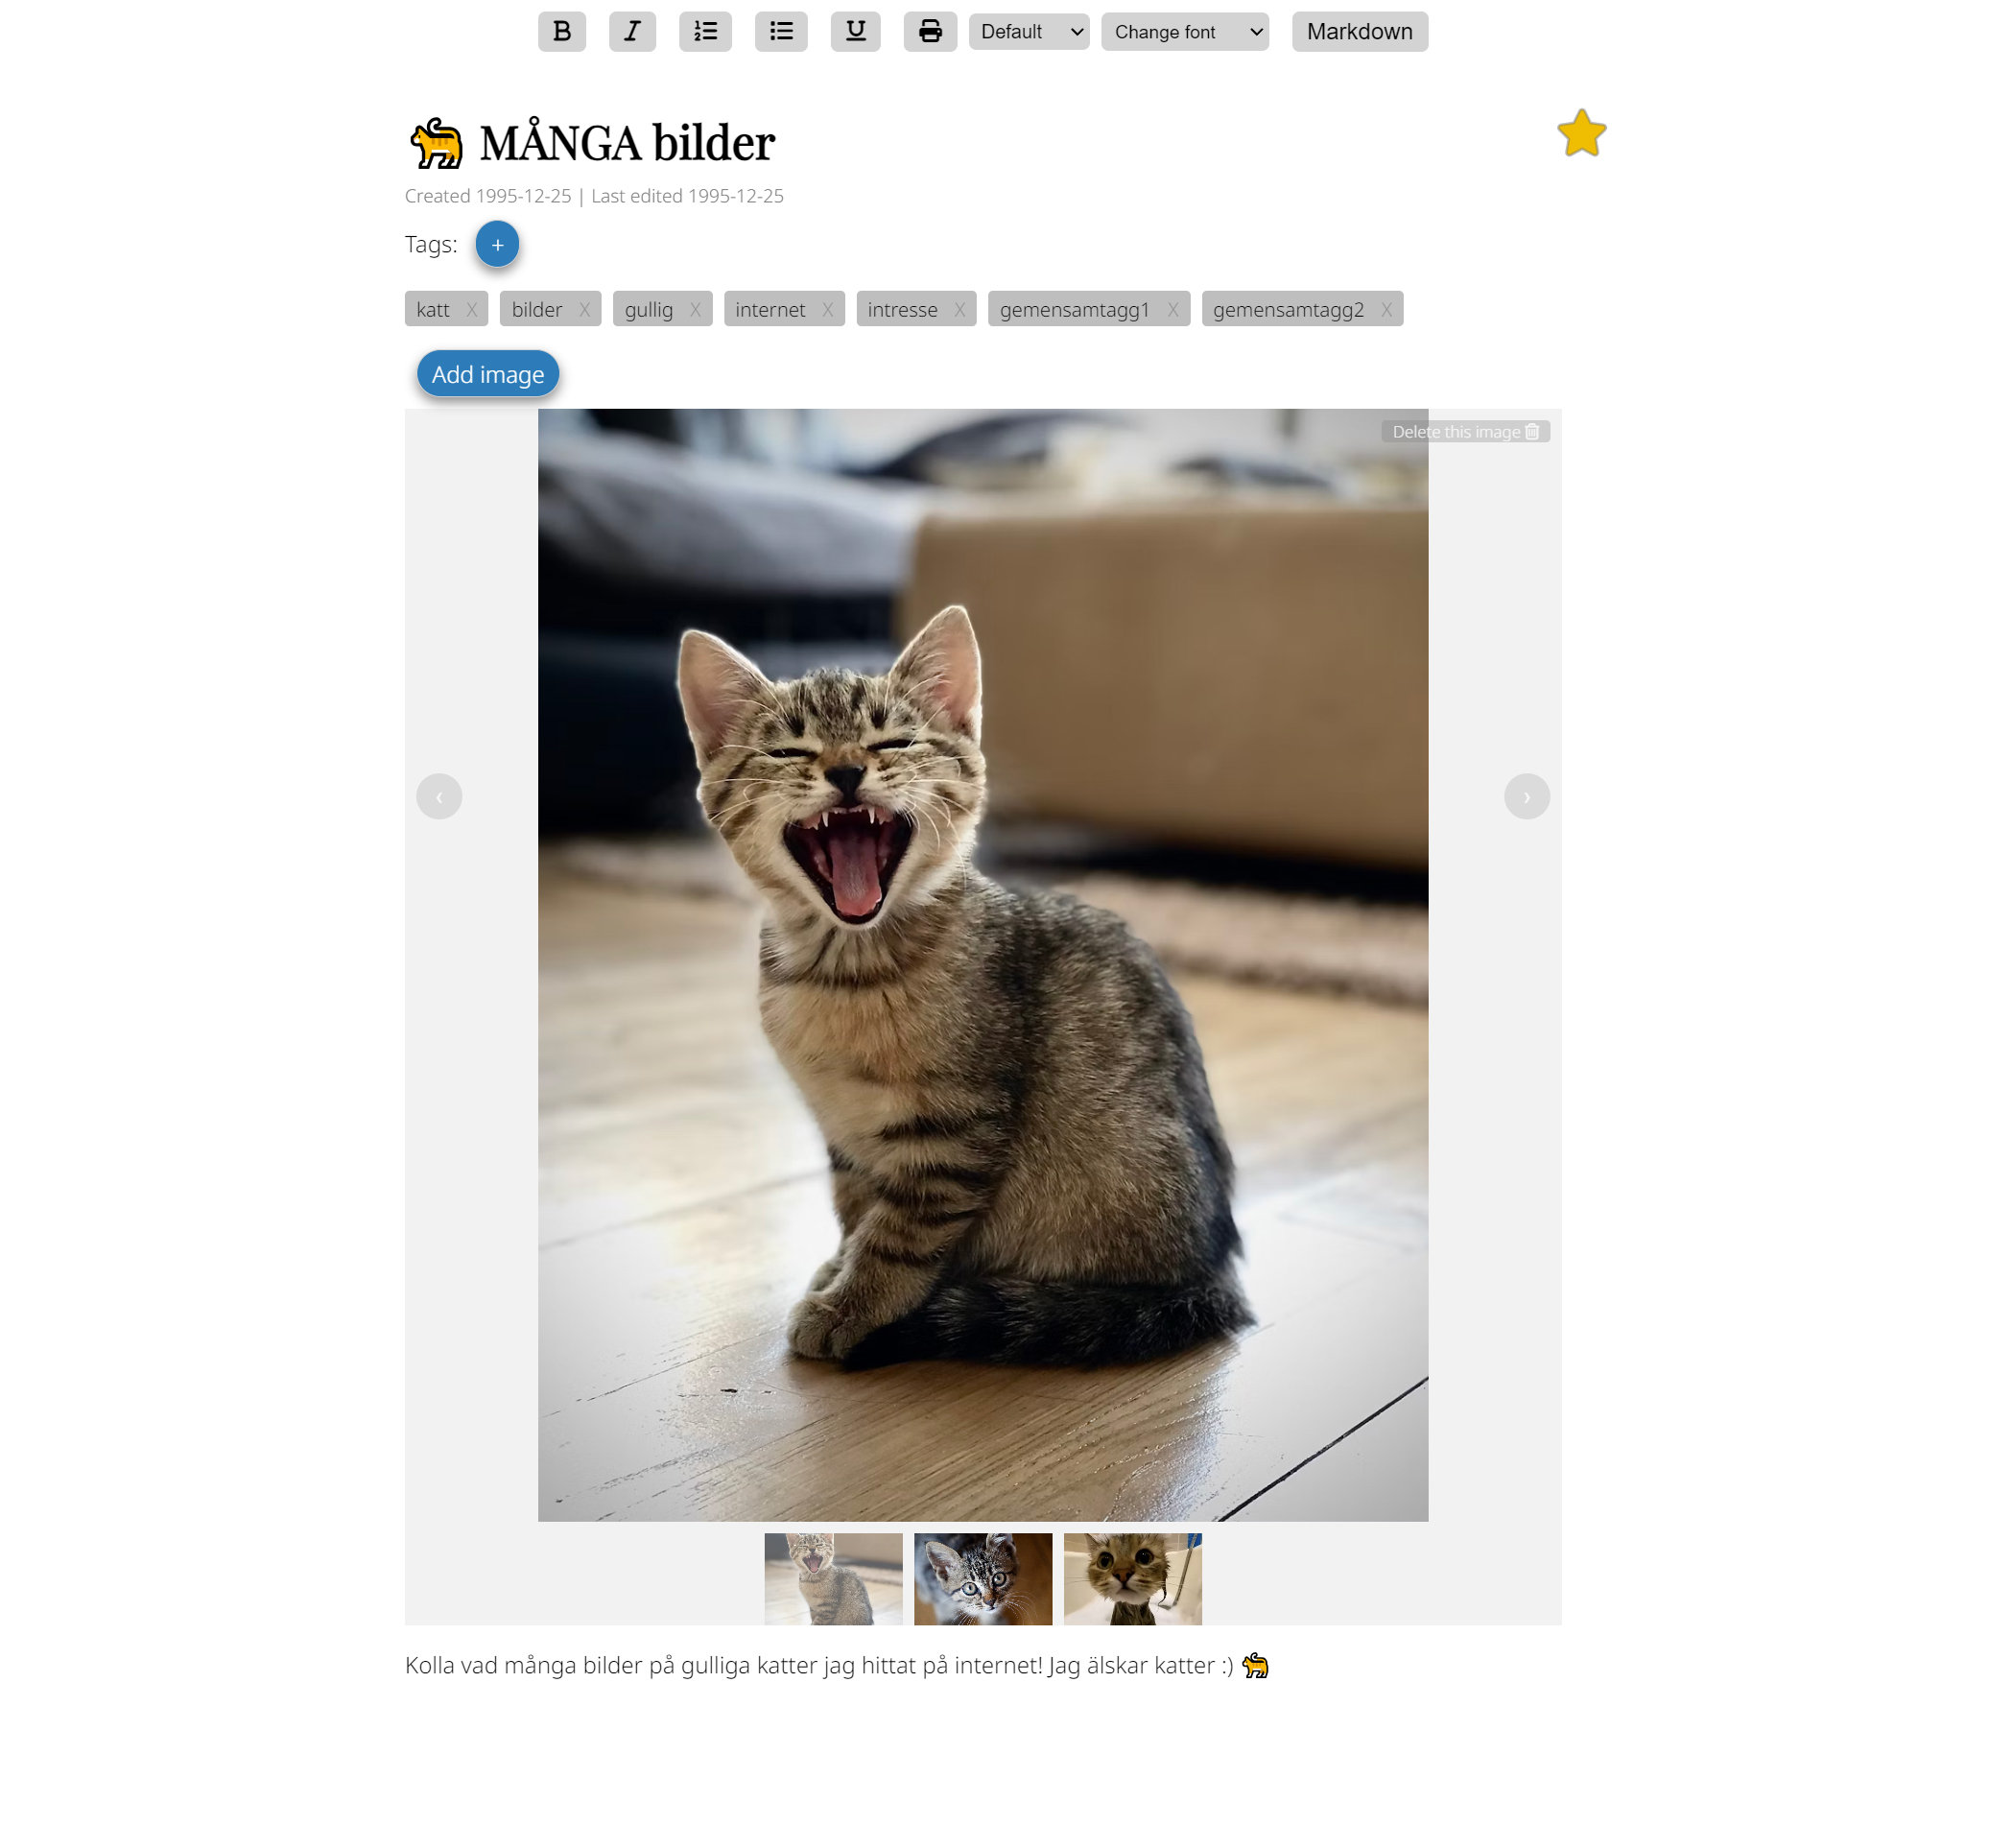 B I U Default Change font Markdown
🐈 MÅNGA bilder
Created 1995-12-25 | Last edited 1995-12-25
Tags: +
katt X bilder X gullig X internet X intresse X gemensamtagg1 X gemensamtagg2 X
Add image
Delete this image
‹ ›
Kolla vad många bilder på gulliga katter jag hittat på internet! Jag älskar katter :) 🐈